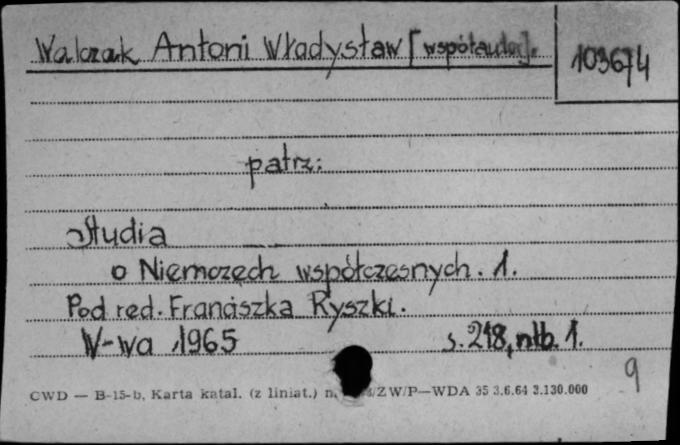 Walczak Antoni Władysław [współautor]. 103674
patrz:
Studia
o Niemczech współczesnych. 1.
Pod red. Franciszka Ryszki.
W-wa 1965 s. 218, nlb. 1.
9
CWD — B-15-b, Karta katal. (z liniat.) /ZW/P—WDA 35 3.6.64 3.130.000